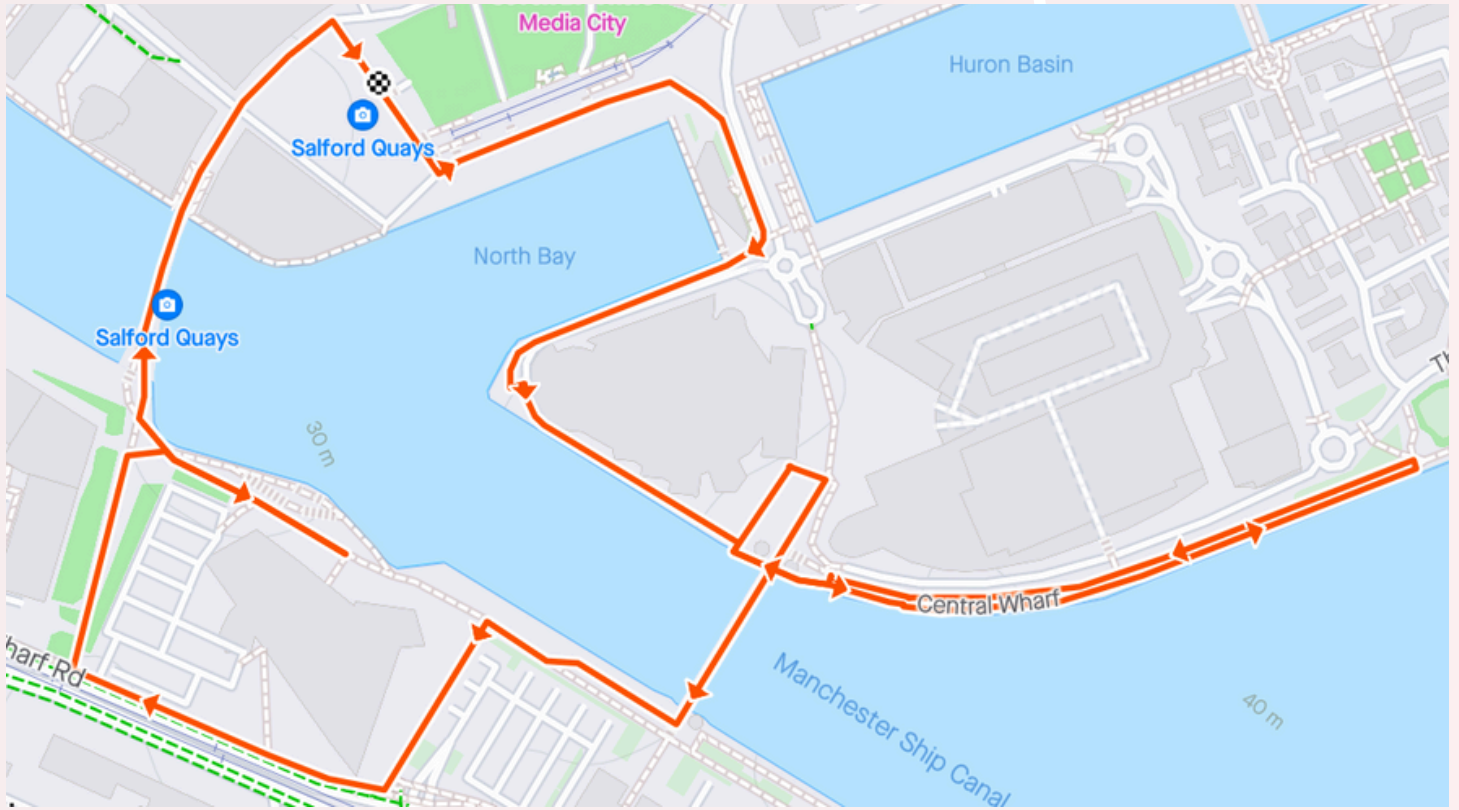 Media City
Huron Basin
Salford Quays
North Bay
Salford Quays
30 m
Central Wharf
harf Rd
Manchester Ship Canal
40 m